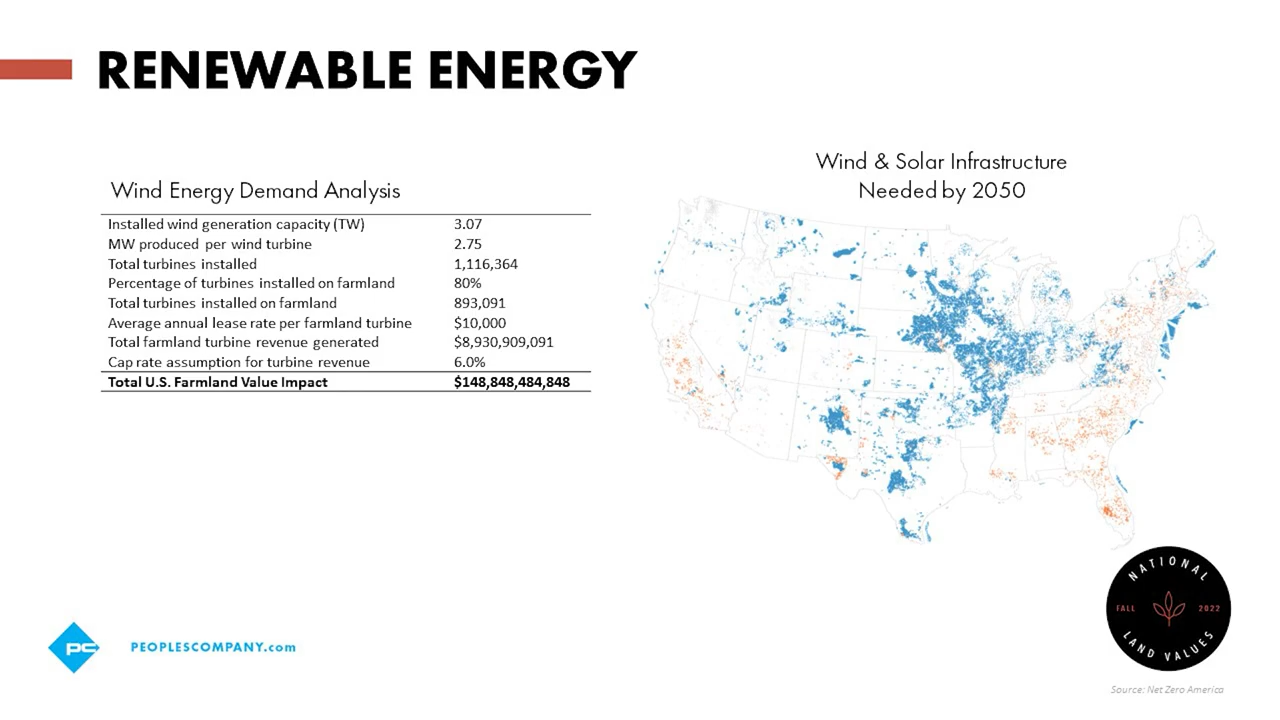 RENEWABLE ENERGY
Wind Energy Demand Analysis
Installed wind generation capacity (TW) 3.07
MW produced per wind turbine 2.75
Total turbines installed 1,116,364
Percentage of turbines installed on farmland 80%
Total turbines installed on farmland 893,091
Average annual lease rate per farmland turbine $10,000
Total farmland turbine revenue generated $8,930,909,091
Cap rate assumption for turbine revenue 6.0%
Total U.S. Farmland Value Impact $148,848,484,848
Wind & Solar Infrastructure
Needed by 2050
NATIONAL
FALL 2022
LAND VALUES
pc
PEOPLESCOMPANY.com
Source: Net Zero America